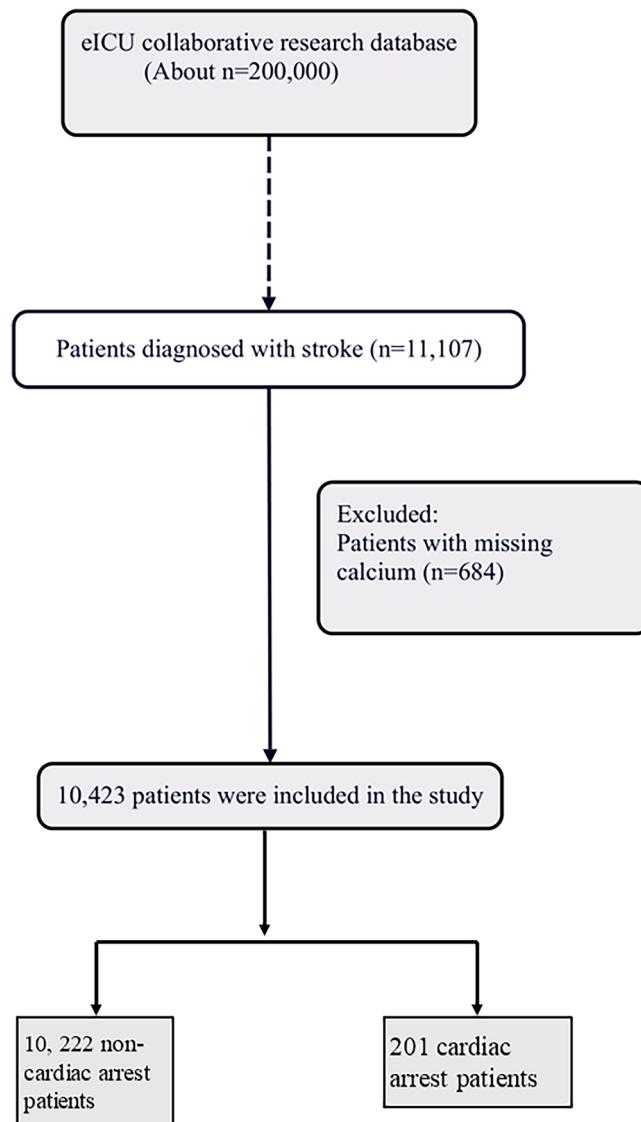 eICU collaborative research database
(About n=200,000)
Patients diagnosed with stroke (n=11,107)
Excluded:
Patients with missing
calcium (n=684)
10,423 patients were included in the study
10, 222 non-
cardiac arrest
patients
201 cardiac
arrest patients